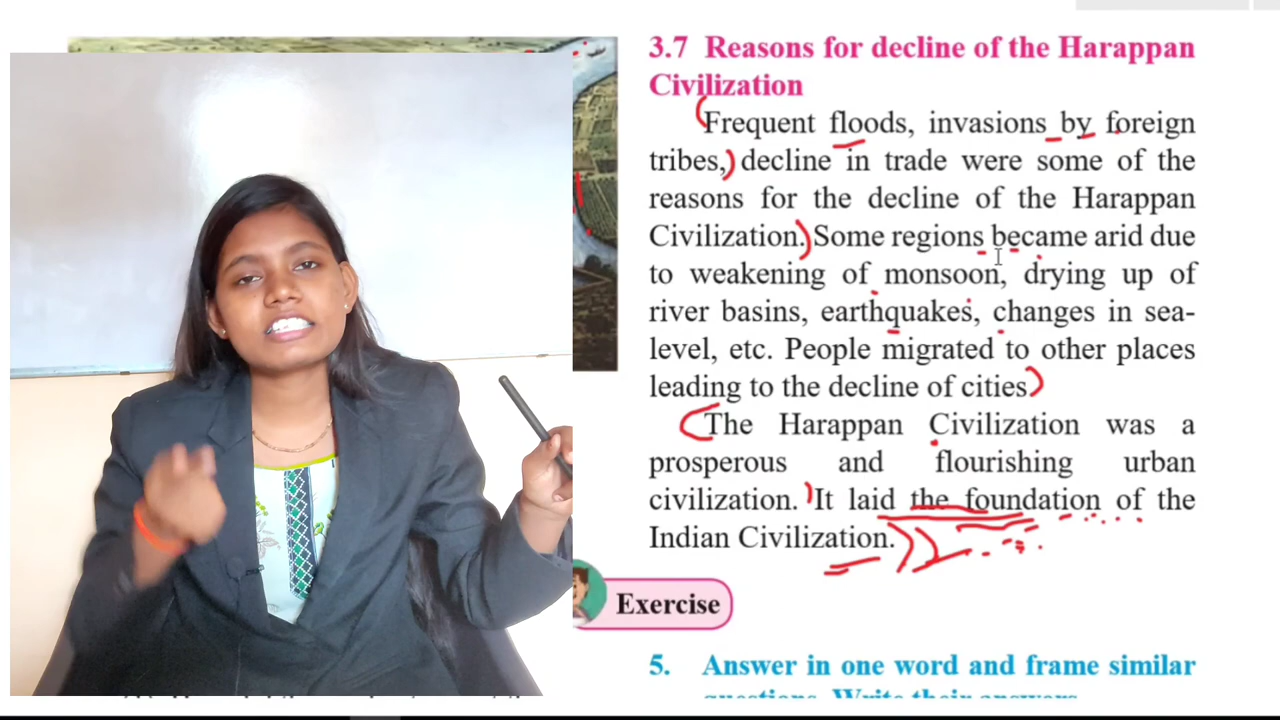 3.7 Reasons for decline of the Harappan
Civilization
Frequent floods, invasions by foreign
tribes, decline in trade were some of the
reasons for the decline of the Harappan
Civilization. Some regions became arid due
to weakening of monsoon, drying up of
river basins, earthquakes, changes in sea-
level, etc. People migrated to other places
leading to the decline of cities
The Harappan Civilization was a
prosperous and flourishing urban
civilization. It laid the foundation of the
Indian Civilization.
Exercise
5. Answer in one word and frame similar
questions. Write their answers